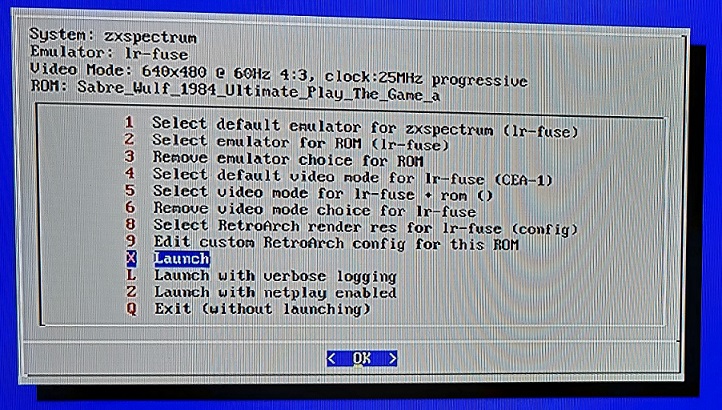 System: zxspectrum
Emulator: lr-fuse
Video Mode: 640x480 @ 60Hz 4:3, clock:25MHz progressive
ROM: Sabre_Wulf_1984_Ultimate_Play_The_Game_a
1 Select default emulator for zxspectrum (lr-fuse)
2 Select emulator for ROM (lr-fuse)
3 Remove emulator choice for ROM
4 Select default video mode for lr-fuse (CEA-1)
5 Select video mode for lr-fuse + rom ()
6 Remove video mode choice for lr-fuse
8 Select RetroArch render res for lr-fuse (config)
9 Edit custom RetroArch config for this ROM
X Launch
L Launch with verbose logging
Z Launch with netplay enabled
Q Exit (without launching)
< OK >